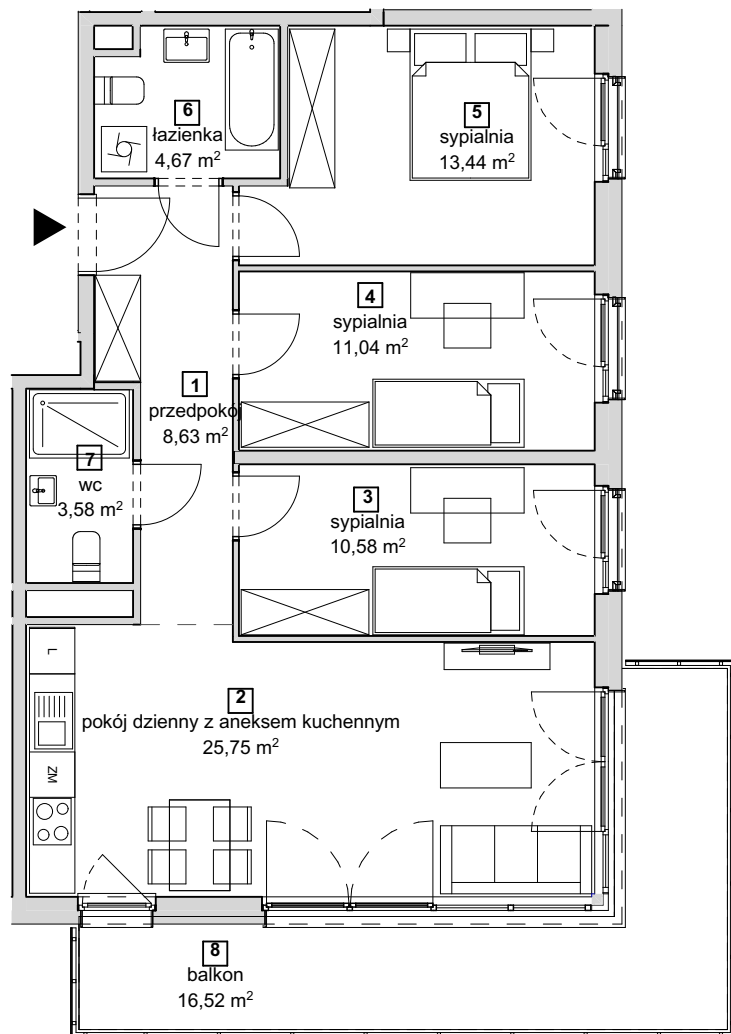 6
łazienka
4,67 m²
5
sypialnia
13,44 m²
4
sypialnia
11,04 m²
1
przedpokój
8,63 m²
7
wc
3,58 m²
3
sypialnia
10,58 m²
L
2
pokój dzienny z aneksem kuchennym
25,75 m²
ZM
8
balkon
16,52 m²